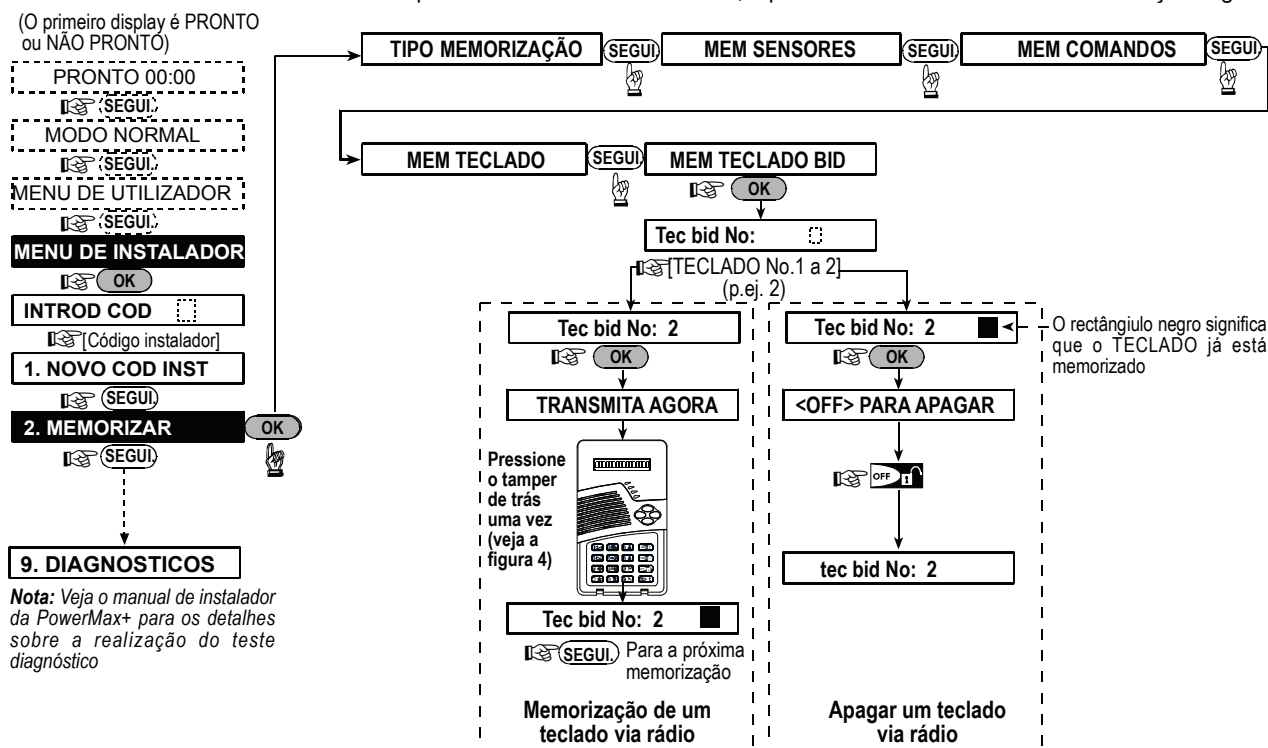 (O primeiro display é PRONTO
ou NÃO PRONTO)
PRONTO 00:00
SEGUI.
MODO NORMAL
SEGUI.
MENU DE UTILIZADOR
SEGUI.
MENU DE INSTALADOR
OK
INTROD COD
[Código instalador]
1. NOVO COD INST
SEGUI.
2. MEMORIZAR
OK
SEGUI.
9. DIAGNOSTICOS
Nota: Veja o manual de instalador
da PowerMax+ para os detalhes
sobre a realização do teste
diagnóstico
TIPO MEMORIZAÇÃO
SEGUI.
MEM SENSORES
SEGUI.
MEM COMANDOS
SEGUI.
MEM TECLADO
SEGUI.
MEM TECLADO BID
OK
Tec bid No:
[TECLADO No.1 a 2]
(p.ej. 2)
Tec bid No: 2
OK
TRANSMITA AGORA
Pressione
o tamper
de trás
uma vez
(veja a
figura 4)
Tec bid No: 2
SEGUI.
Para a próxima
memorização
Memorização de um
teclado via rádio
Tec bid No: 2
O rectângiulo negro significa
que o TECLADO já está
memorizado
OK
<OFF> PARA APAGAR
OFF
tec bid No: 2
Apagar um teclado
via rádio